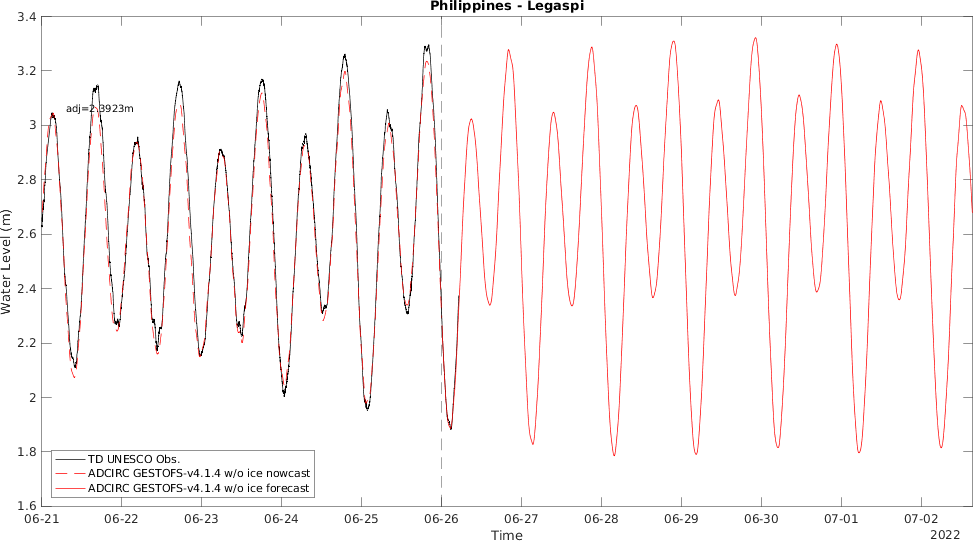 Philippines - Legaspi
3.4
3.2
adj=2.3923m
3
2.8
2.6
2.4
2.2
2
1.8
1.6
Water Level (m)
TD UNESCO Obs.
ADCIRC GESTOFS-v4.1.4 w/o ice nowcast
ADCIRC GESTOFS-v4.1.4 w/o ice forecast
06-21 06-22 06-23 06-24 06-25 06-26 06-27 06-28 06-29 06-30 07-01 07-02
2022
Time